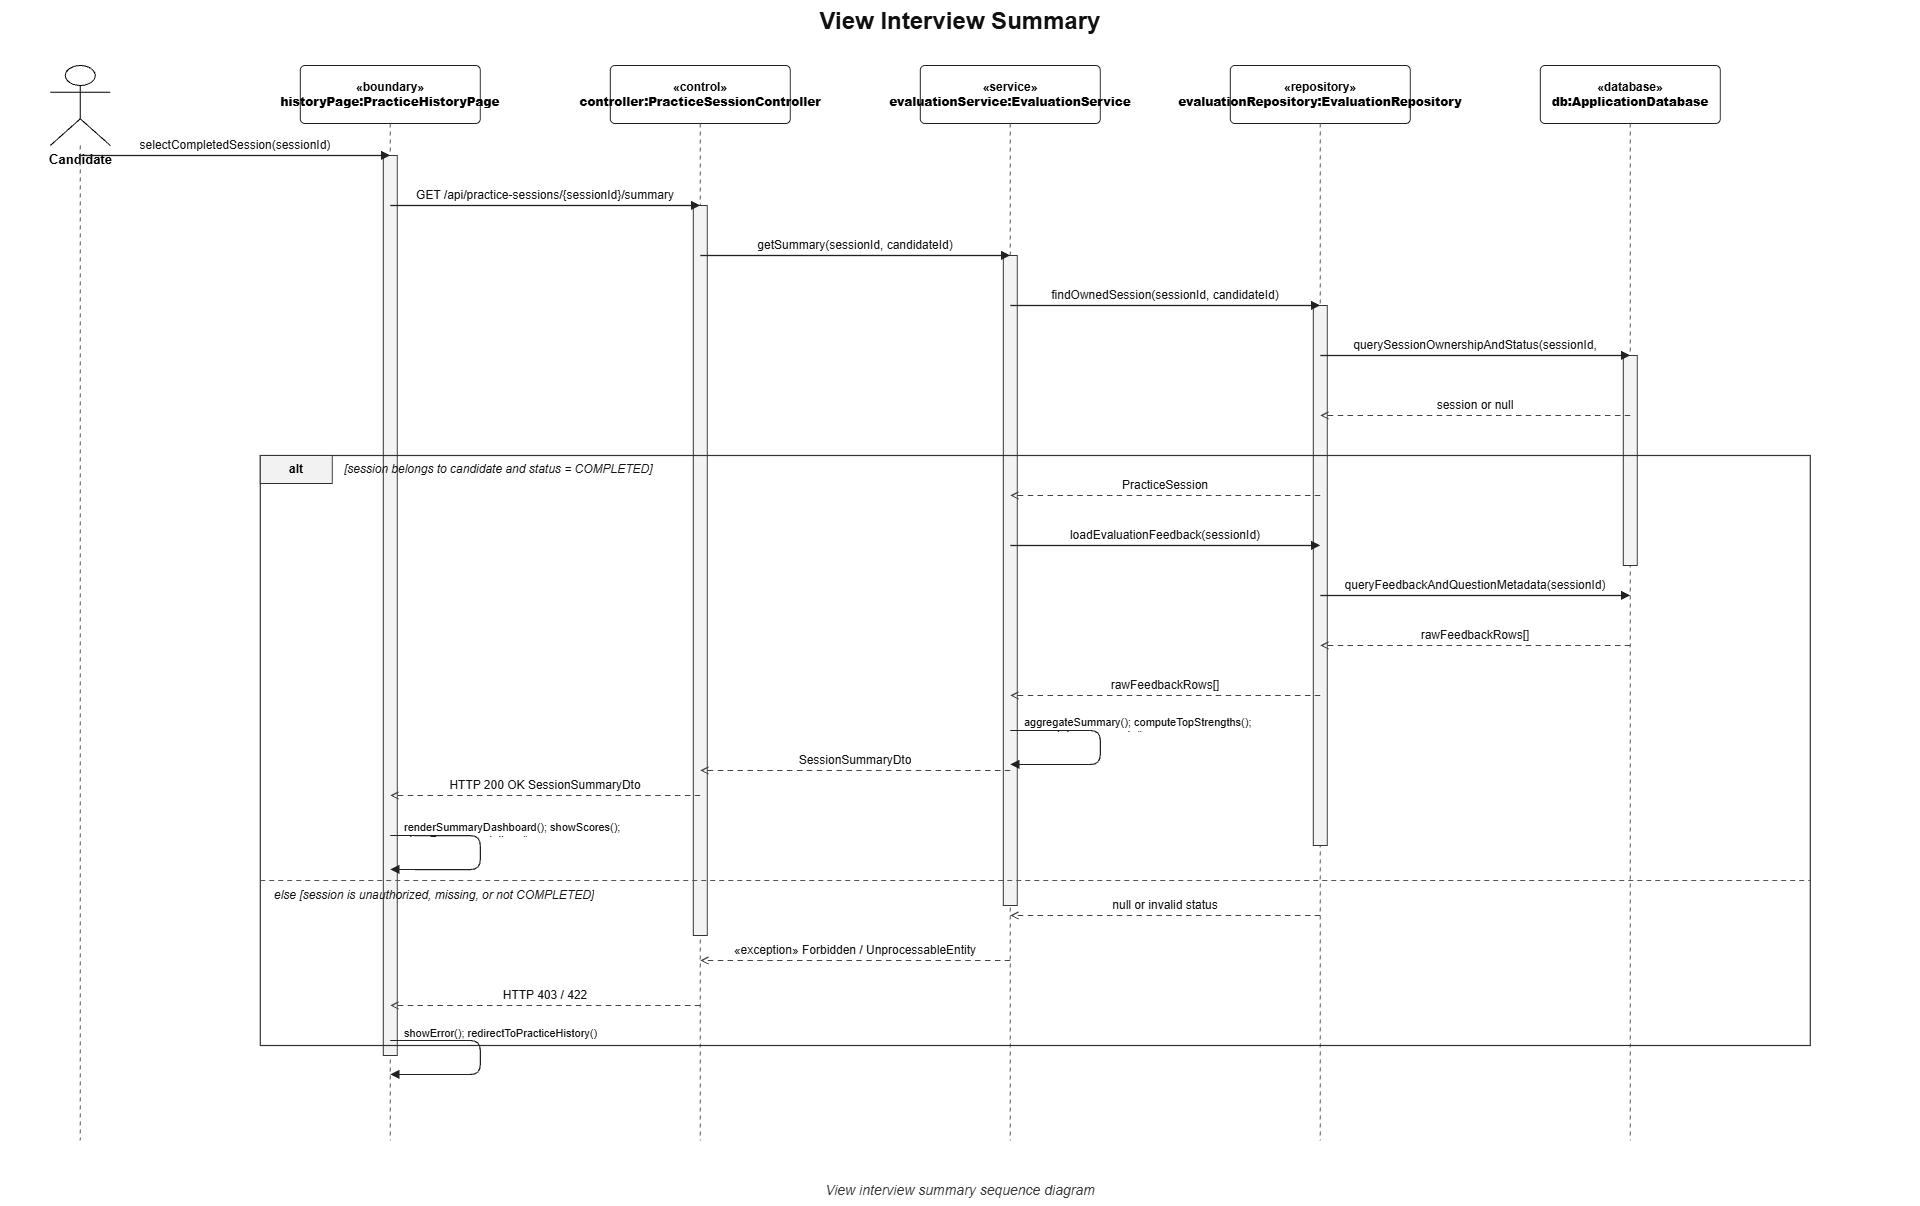 View Interview Summary
«boundary»
historyPage:PracticeHistoryPage
«control»
controller:PracticeSessionController
«service»
evaluationService:EvaluationService
«repository»
evaluationRepository:EvaluationRepository
«database»
db:ApplicationDatabase
Candidate
selectCompletedSession(sessionId)
GET /api/practice-sessions/{sessionId}/summary
getSummary(sessionId, candidateId)
findOwnedSession(sessionId, candidateId)
querySessionOwnershipAndStatus(sessionId,
session or null
alt
[session belongs to candidate and status = COMPLETED]
PracticeSession
loadEvaluationFeedback(sessionId)
queryFeedbackAndQuestionMetadata(sessionId)
rawFeedbackRows[]
rawFeedbackRows[]
aggregateSummary(); computeTopStrengths();
SessionSummaryDto
HTTP 200 OK SessionSummaryDto
renderSummaryDashboard(); showScores();
else [session is unauthorized, missing, or not COMPLETED]
null or invalid status
«exception» Forbidden / UnprocessableEntity
HTTP 403 / 422
showError(); redirectToPracticeHistory()
View interview summary sequence diagram